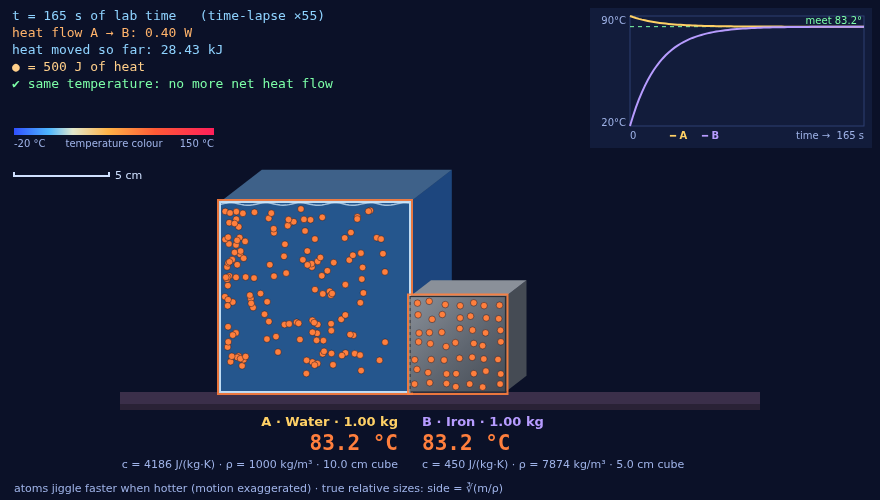 t = 165 s of lab time (time-lapse ×55)
heat flow A → B: 0.40 W
heat moved so far: 28.43 kJ
● = 500 J of heat
✔ same temperature: no more net heat flow
-20 °C temperature colour 150 °C
5 cm
90°C
meet 83.2°
20°C
0 A B time → 165 s
A · Water · 1.00 kg
83.2 °C
c = 4186 J/(kg·K) · ρ = 1000 kg/m³ · 10.0 cm cube
B · Iron · 1.00 kg
83.2 °C
c = 450 J/(kg·K) · ρ = 7874 kg/m³ · 5.0 cm cube
atoms jiggle faster when hotter (motion exaggerated) · true relative sizes: side = ∛(m/ρ)